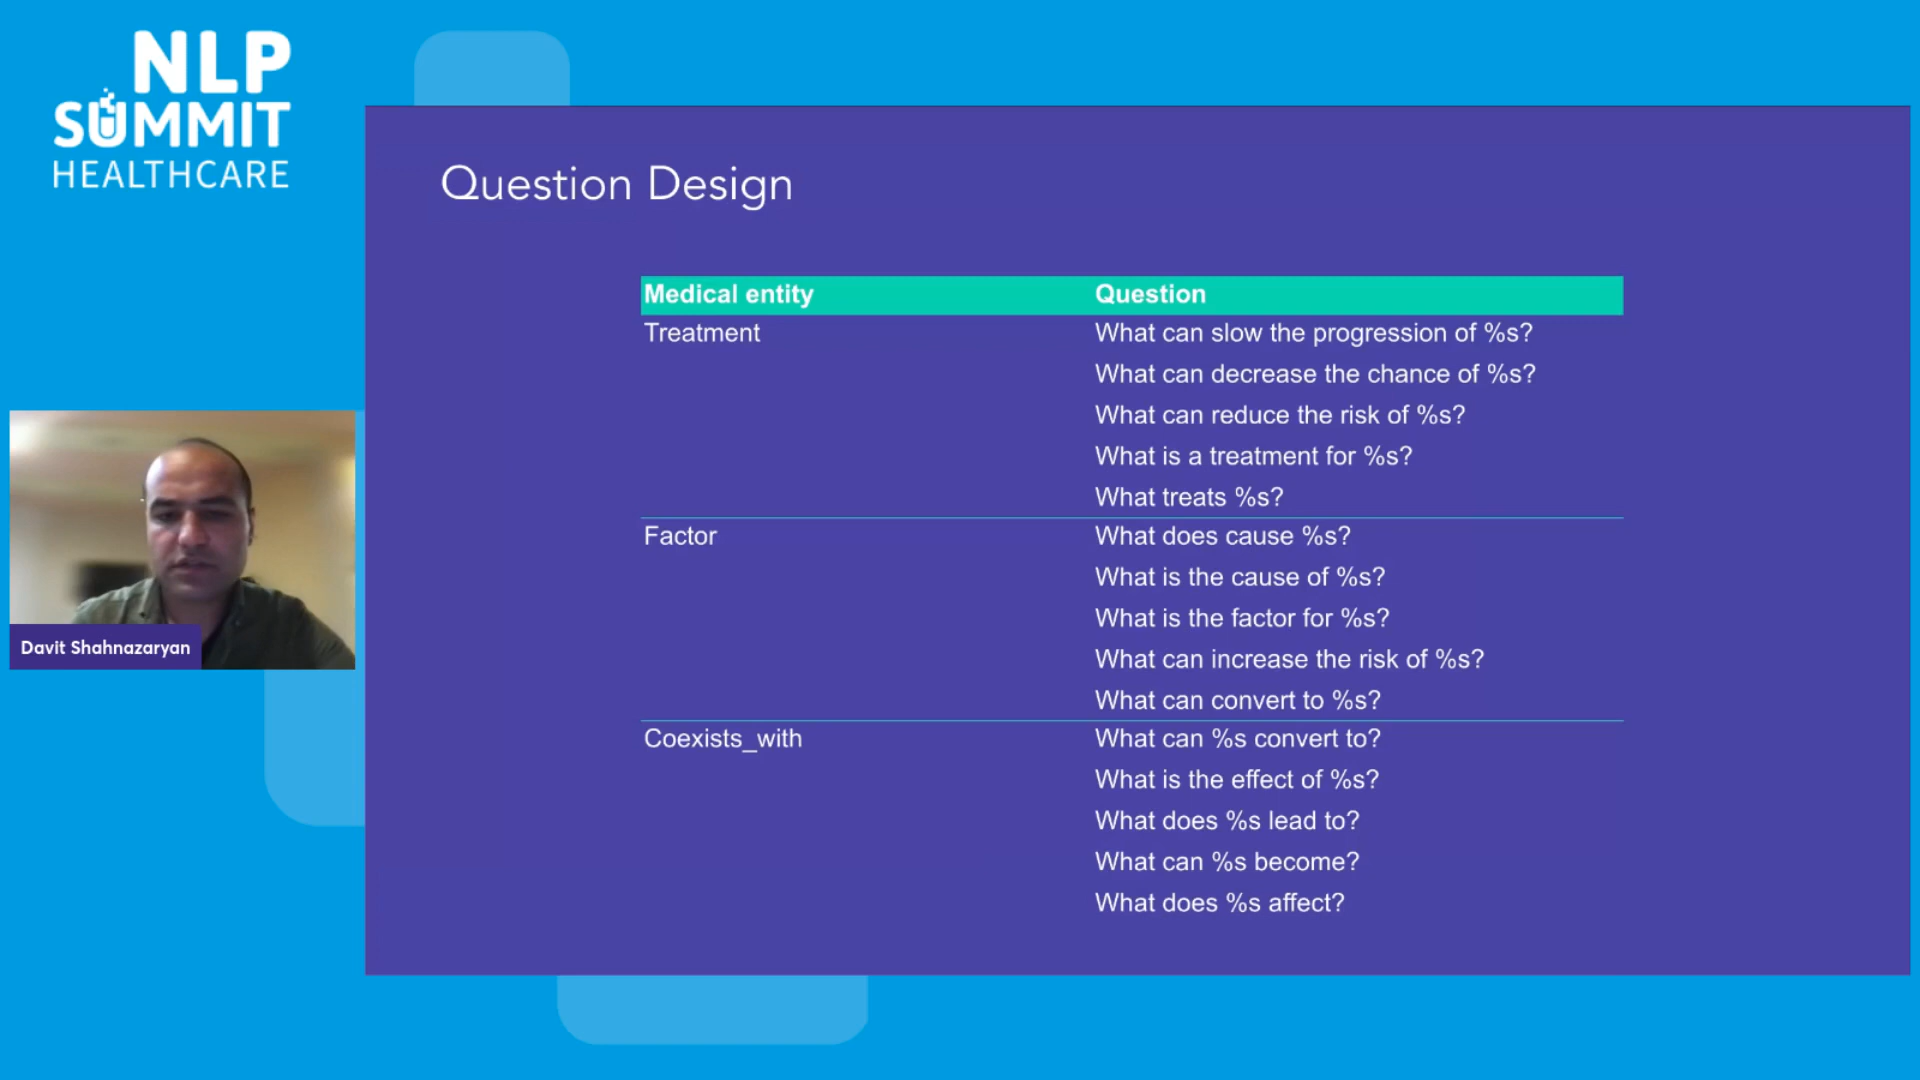 NLP
SUMMIT
HEALTHCARE
Question Design
Medical entity Question
Treatment What can slow the progression of %s?
What can decrease the chance of %s?
What can reduce the risk of %s?
What is a treatment for %s?
What treats %s?
Factor What does cause %s?
What is the cause of %s?
What is the factor for %s?
What can increase the risk of %s?
What can convert to %s?
Coexists_with What can %s convert to?
What is the effect of %s?
What does %s lead to?
What can %s become?
What does %s affect?
Davit Shahnazaryan